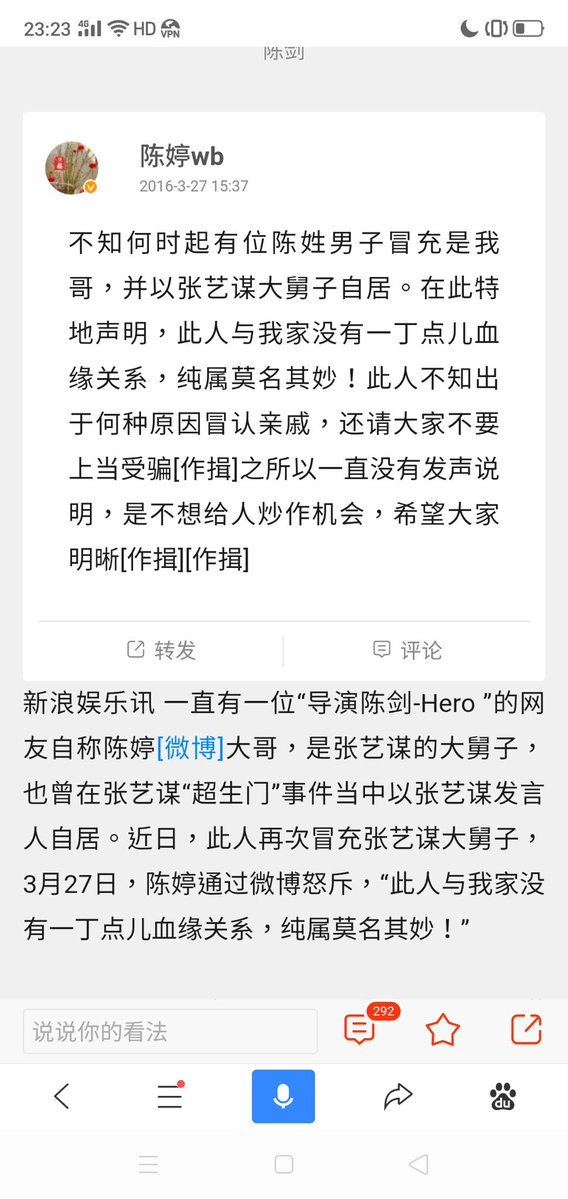 23:23 4G HD VPN
陈剑
陈婷wb
2016-3-27 15:37
不知何时起有位陈姓男子冒充是我
哥，并以张艺谋大舅子自居。在此特
地声明，此人与我家没有一丁点儿血
缘关系，纯属莫名其妙！此人不知出
于何种原因冒认亲戚，还请大家不要
上当受骗[作揖]之所以一直没有发声说
明，是不想给人炒作机会，希望大家
明晰[作揖][作揖]
转发 评论
新浪娱乐讯 一直有一位“导演陈剑-Hero ”的网
友自称陈婷[微博]大哥，是张艺谋的大舅子，
也曾在张艺谋“超生门”事件当中以张艺谋发言
人自居。近日，此人再次冒充张艺谋大舅子，
3月27日，陈婷通过微博怒斥，“此人与我家没
有一丁点儿血缘关系，纯属莫名其妙！”
说说你的看法 292
du